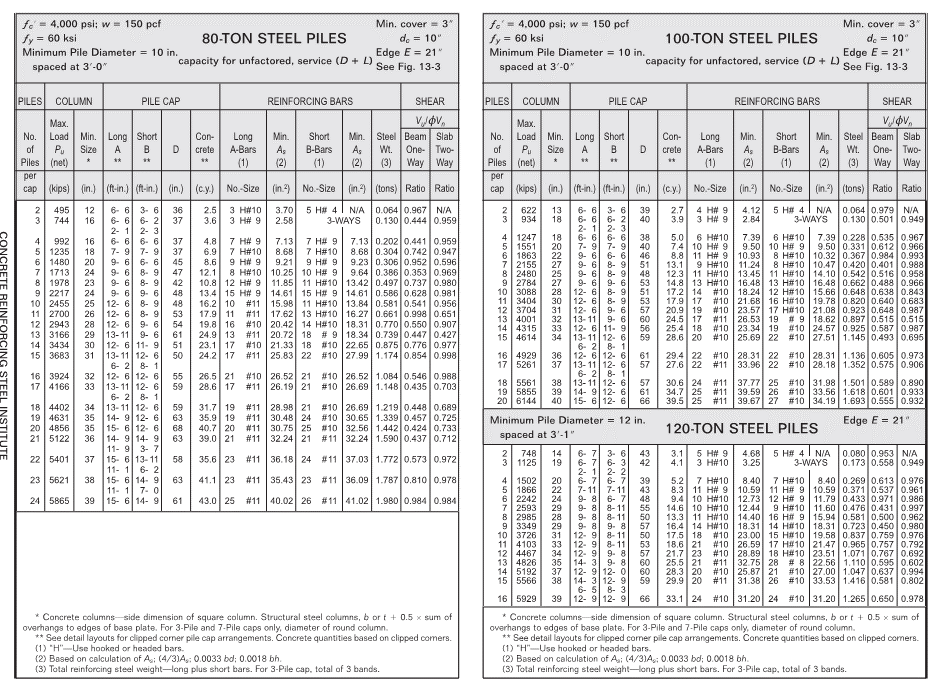 CONCRETE REINFORCING STEEL INSTITUTE
f_c′ = 4,000 psi; w = 150 pcf
f_y = 60 ksi
Minimum Pile Diameter = 10 in.
spaced at 3′-0″
80-TON STEEL PILES
capacity for unfactored, service (D + L)
Min. cover = 3″
d_c = 10″
Edge E = 21″
See Fig. 13-3
PILES COLUMN PILE CAP REINFORCING BARS SHEAR
V_u/ϕV_n
No. of Piles per cap
Max. Load P_u (net) (kips)
Min. Size * (in.)
Long A ** (ft-in.)
Short B ** (ft-in.)
D (in.)
Con- crete ** (c.y.)
Long A-Bars (1) No.-Size
Min. A_s (2) (in.²)
Short B-Bars (1) No.-Size
Min. A_s (2) (in.²)
Steel Wt. (3) (tons)
Beam One- Way Ratio
Slab Two- Way Ratio
2 495 12 6- 6 3- 6 36 2.5 3 H#10 3.70 5 H# 4 N/A 0.064 0.967 N/A
3 744 16 6- 6 6- 2 37 3.6 3 H# 9 2.58 3-WAYS 0.130 0.444 0.959
2- 1 2- 3
4 992 16 6- 6 6- 6 37 4.8 7 H# 9 7.13 7 H# 9 7.13 0.202 0.441 0.959
5 1235 18 7- 9 7- 9 37 6.9 7 H#10 8.68 7 H#10 8.68 0.304 0.742 0.947
6 1480 20 9- 6 6- 6 45 8.6 9 H# 9 9.21 9 H# 9 9.23 0.306 0.952 0.596
7 1713 24 9- 6 8- 9 47 12.1 8 H#10 10.25 9 H# 9 9.64 0.386 0.353 0.969
8 1978 23 9- 6 8- 9 42 10.8 12 H# 9 11.85 11 H#10 13.42 0.497 0.737 0.980
9 2217 24 9- 6 9- 6 48 13.4 15 H# 9 14.61 15 H# 9 14.61 0.586 0.628 0.981
10 2455 25 12- 6 8- 9 48 16.2 10 #11 15.98 11 H#10 13.84 0.581 0.541 0.956
11 2700 26 12- 6 8- 9 53 17.9 11 #11 17.62 13 H#10 16.27 0.661 0.998 0.651
12 2943 28 12- 6 9- 6 54 19.8 16 #10 20.42 14 H#10 18.31 0.770 0.550 0.907
13 3166 29 13-11 9- 6 61 24.9 13 #11 20.72 18 # 9 18.34 0.739 0.447 0.427
14 3434 30 12- 6 11- 9 51 23.1 17 #10 21.33 18 #10 22.65 0.875 0.776 0.977
15 3683 31 13-11 12- 6 50 24.2 17 #11 25.83 22 #10 27.99 1.174 0.854 0.998
6- 2 8- 1
16 3924 32 12- 6 12- 6 55 26.5 21 #10 26.52 21 #10 26.52 1.084 0.546 0.988
17 4166 33 13-11 12- 6 59 28.6 17 #11 26.19 21 #10 26.69 1.148 0.435 0.703
6- 2 8- 1
18 4402 34 13-11 12- 6 59 31.7 19 #11 28.98 21 #10 26.69 1.219 0.448 0.689
19 4631 35 14- 9 12- 6 63 35.9 19 #11 30.48 24 #10 30.65 1.339 0.457 0.725
20 4856 35 15- 6 12- 6 68 40.7 20 #11 30.75 25 #10 32.56 1.442 0.424 0.733
21 5122 36 14- 9 14- 9 63 39.0 21 #11 32.24 21 #11 32.24 1.590 0.437 0.712
11- 9 3- 7
22 5401 37 15- 6 13-11 58 35.6 23 #11 36.18 23 #11 37.03 1.772 0.573 0.972
11- 1 6- 2
23 5621 38 15- 6 14- 9 61 41.1 23 #11 35.43 23 #11 36.09 1.787 0.810 0.978
11- 1 7- 0
24 5865 39 15- 6 14- 9 61 43.0 25 #11 40.02 26 #11 41.02 1.980 0.984 0.984
* Concrete columns—side dimension of square column. Structural steel columns, b or t + 0.5 × sum of
overhangs to edges of base plate. For 3-Pile and 7-Pile caps only, diameter of round column.
** See detail layouts for clipped corner pile cap arrangements. Concrete quantities based on clipped corners.
(1) "H"—Use hooked or headed bars.
(2) Based on calculation of A_s; (4/3)A_s; 0.0033 bd; 0.0018 bh.
(3) Total reinforcing steel weight—long plus short bars. For 3-Pile cap, total of 3 bands.
f_c′ = 4,000 psi; w = 150 pcf
f_y = 60 ksi
Minimum Pile Diameter = 10 in.
spaced at 3′-0″
100-TON STEEL PILES
capacity for unfactored, service (D + L)
Min. cover = 3″
d_c = 10″
Edge E = 21″
See Fig. 13-3
PILES COLUMN PILE CAP REINFORCING BARS SHEAR
V_u/ϕV_n
No. of Piles per cap
Max. Load P_u (net) (kips)
Min. Size * (in.)
Long A ** (ft-in.)
Short B ** (ft-in.)
D (in.)
Con- crete ** (c.y.)
Long A-Bars (1) No.-Size
Min. A_s (2) (in.²)
Short B-Bars (1) No.-Size
Min. A_s (2) (in.²)
Steel Wt. (3) (tons)
Beam One- Way Ratio
Slab Two- Way Ratio
2 622 13 6- 6 3- 6 39 2.7 4 H# 9 4.12 5 H# 4 N/A 0.064 0.979 N/A
3 934 18 6- 6 6- 2 40 3.9 3 H# 9 2.84 3-WAYS 0.130 0.501 0.949
2- 1 2- 3
4 1247 18 6- 6 6- 6 38 5.0 6 H#10 7.39 6 H#10 7.39 0.228 0.535 0.967
5 1551 20 7- 9 7- 9 40 7.4 10 H# 9 9.50 10 H# 9 9.50 0.331 0.612 0.966
6 1863 22 9- 6 6- 6 46 8.8 11 H# 9 10.93 10 H# 9 10.32 0.367 0.984 0.993
7 2155 27 9- 6 8- 9 51 13.1 9 H#10 11.24 8 H#10 10.47 0.420 0.401 0.988
8 2480 25 9- 6 8- 9 48 12.3 11 H#10 13.45 11 H#10 14.10 0.542 0.516 0.958
9 2784 27 9- 6 9- 6 53 14.8 13 H#10 16.48 13 H#10 16.48 0.662 0.488 0.966
10 3088 28 12- 6 8- 9 51 17.2 14 #10 18.24 12 H#10 15.66 0.648 0.638 0.843
11 3404 30 12- 6 8- 9 53 17.9 17 #10 21.68 16 H#10 19.78 0.820 0.640 0.683
12 3704 31 12- 6 9- 6 57 20.9 19 #10 23.57 17 H#10 21.08 0.923 0.648 0.987
13 4001 32 13-11 9- 6 60 24.5 17 #11 26.53 19 # 9 18.62 0.897 0.515 0.515
14 4315 33 12- 6 11- 9 56 25.4 18 #10 23.34 19 #10 24.57 0.925 0.587 0.987
15 4614 34 13-11 12- 6 59 28.6 20 #10 25.69 22 #10 27.51 1.145 0.493 0.695
6- 2 8- 1
16 4929 36 12- 6 12- 6 61 29.4 22 #10 28.31 22 #10 28.31 1.136 0.605 0.973
17 5261 37 13-11 12- 6 57 27.6 22 #11 33.96 22 #10 28.18 1.352 0.575 0.906
6- 2 8- 1
18 5561 38 13-11 12- 6 57 30.6 24 #11 37.77 25 #10 31.98 1.501 0.589 0.890
19 5855 39 14- 9 12- 6 61 34.7 25 #11 39.59 26 #10 33.56 1.618 0.601 0.933
20 6144 40 15- 6 12- 6 66 39.5 25 #11 39.67 27 #10 34.19 1.693 0.555 0.932
Minimum Pile Diameter = 12 in.
spaced at 3′-1″
120-TON STEEL PILES
Edge E = 21″
2 748 14 6- 7 3- 6 43 3.1 5 H# 9 4.68 5 H# 4 N/A 0.080 0.953 N/A
3 1125 19 6- 7 6- 3 42 4.1 3 H#10 3.25 3-WAYS 0.173 0.558 0.949
2- 1 2- 2
4 1502 20 6- 7 6- 7 39 5.2 7 H#10 8.40 7 H#10 8.40 0.269 0.613 0.976
5 1866 22 7-11 7-11 43 8.3 11 H# 9 10.59 11 H# 9 10.59 0.371 0.537 0.961
6 2242 24 9- 8 6- 7 48 9.4 10 H#10 12.73 12 H# 9 11.79 0.433 0.971 0.986
7 2593 29 9- 8 8-11 55 14.6 10 H#10 12.44 9 H#10 11.60 0.476 0.431 0.997
8 2985 28 9- 8 8-11 50 13.3 11 H#10 14.40 16 H# 9 15.94 0.581 0.500 0.962
9 3349 29 9- 8 9- 8 57 16.4 14 H#10 18.31 14 H#10 18.31 0.723 0.450 0.980
10 3726 31 12- 9 8-11 50 17.5 18 #10 23.00 15 H#10 19.58 0.837 0.759 0.976
11 4103 33 12- 9 8-11 53 18.6 21 #10 26.59 17 H#10 21.47 0.965 0.757 0.792
12 4467 34 12- 9 9- 8 57 21.7 23 #10 28.89 18 H#10 23.51 1.071 0.767 0.692
13 4826 35 14- 3 9- 8 60 25.5 21 #11 32.75 28 # 8 22.56 1.110 0.595 0.602
14 5192 37 12- 9 12- 0 60 28.3 20 #10 25.87 21 #10 27.00 1.047 0.637 0.994
15 5566 38 14- 3 12- 9 59 29.9 20 #11 31.38 26 #10 33.53 1.416 0.581 0.802
6- 5 8- 3
16 5929 39 12- 9 12- 9 66 33.1 24 #10 31.20 24 #10 31.20 1.265 0.650 0.978
* Concrete columns—side dimension of square column. Structural steel columns, b or t + 0.5 × sum of
overhangs to edges of base plate. For 3-Pile and 7-Pile caps only, diameter of round column.
** See detail layouts for clipped corner pile cap arrangements. Concrete quantities based on clipped corners.
(1) "H"—Use hooked or headed bars.
(2) Based on calculation of A_s; (4/3)A_s; 0.0033 bd; 0.0018 bh.
(3) Total reinforcing steel weight—long plus short bars. For 3-Pile cap, total of 3 bands.